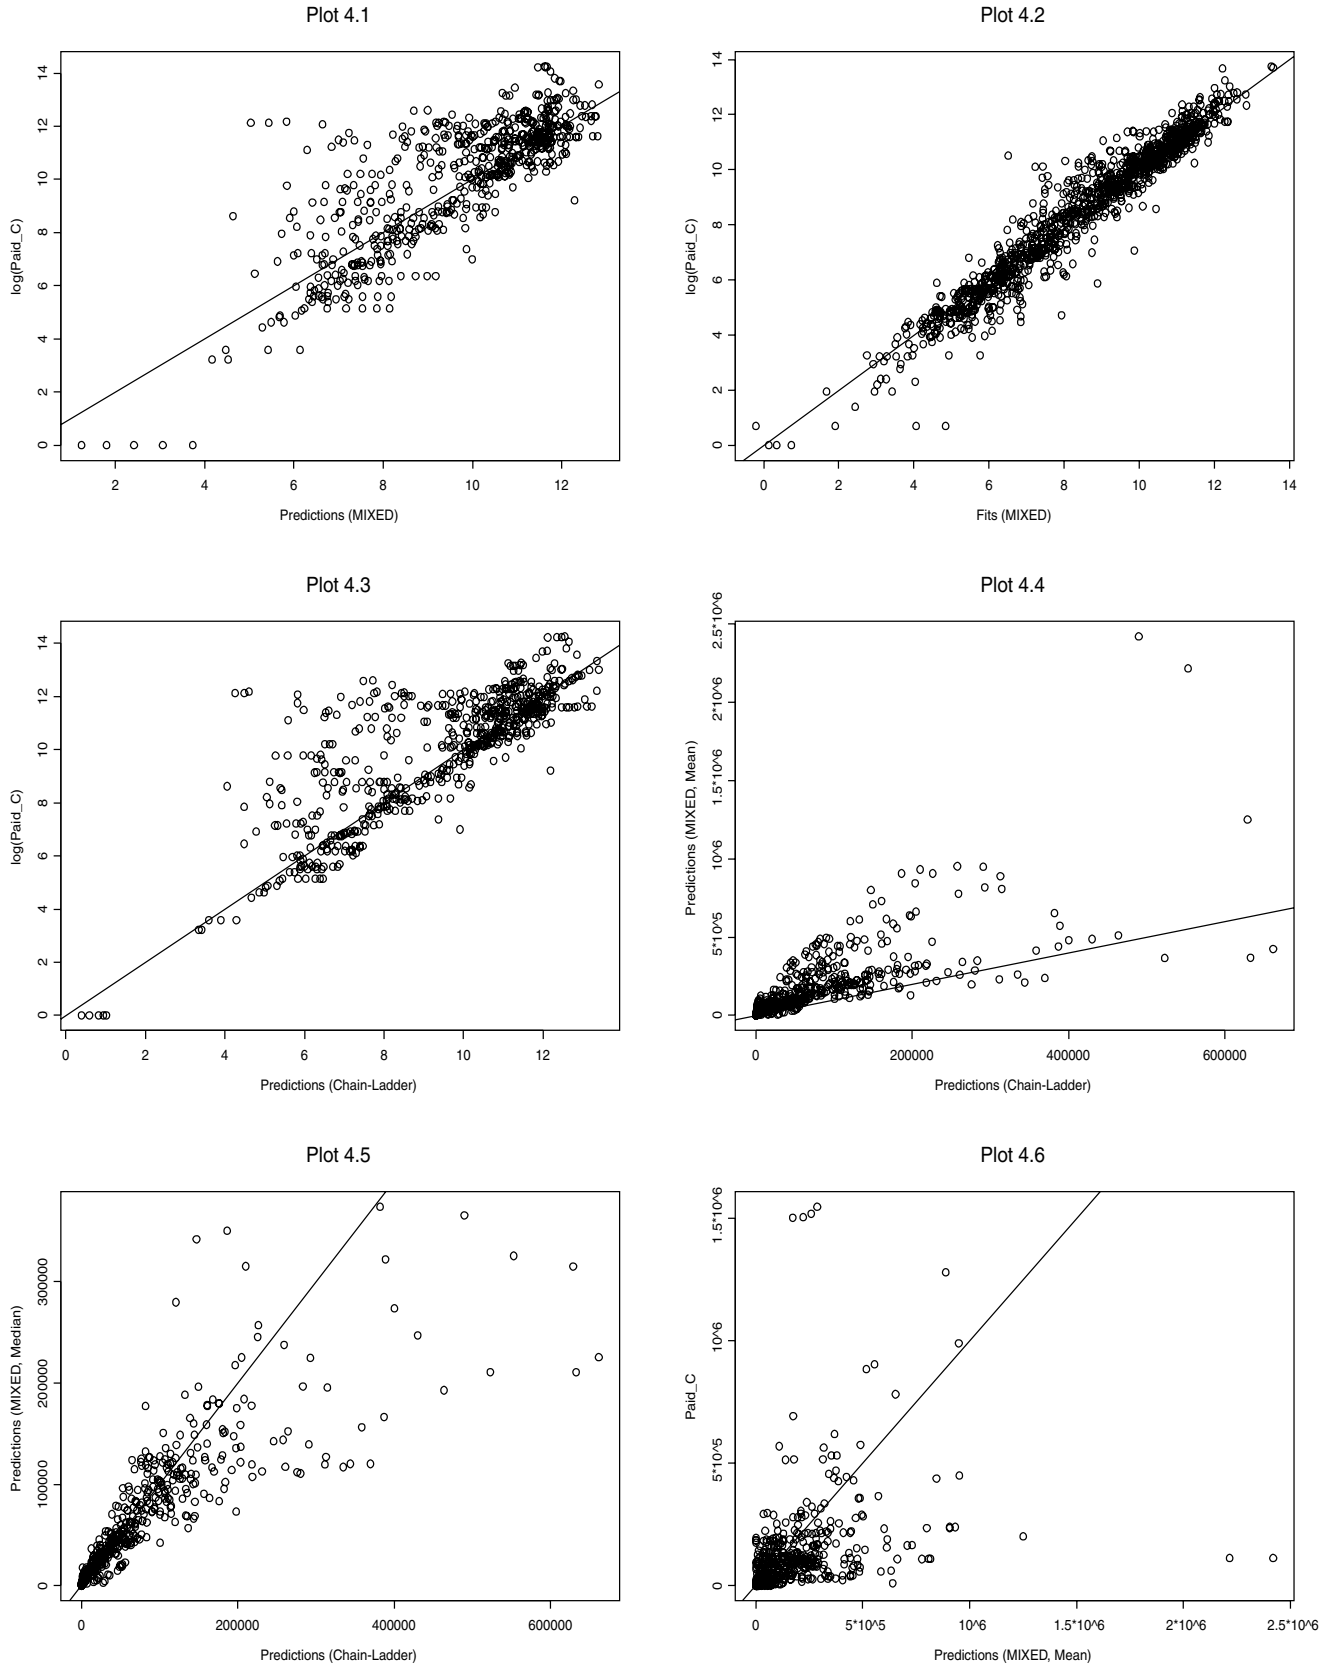 Plot 4.1
log(Paid_C)
0 2 4 6 8 10 12 14
2 4 6 8 10 12
Predictions (MIXED)
Plot 4.2
log(Paid_C)
0 2 4 6 8 10 12 14
0 2 4 6 8 10 12 14
Fits (MIXED)
Plot 4.3
log(Paid_C)
0 2 4 6 8 10 12 14
0 2 4 6 8 10 12
Predictions (Chain-Ladder)
Plot 4.4
Predictions (MIXED, Mean)
0 5*10^5 10^6 1.5*10^6 2*10^6 2.5*10^6
0 200000 400000 600000
Predictions (Chain-Ladder)
Plot 4.5
Predictions (MIXED, Median)
0 100000 200000 300000
0 200000 400000 600000
Predictions (Chain-Ladder)
Plot 4.6
Paid_C
0 5*10^5 10^6 1.5*10^6
0 5*10^5 10^6 1.5*10^6 2*10^6 2.5*10^6
Predictions (MIXED, Mean)